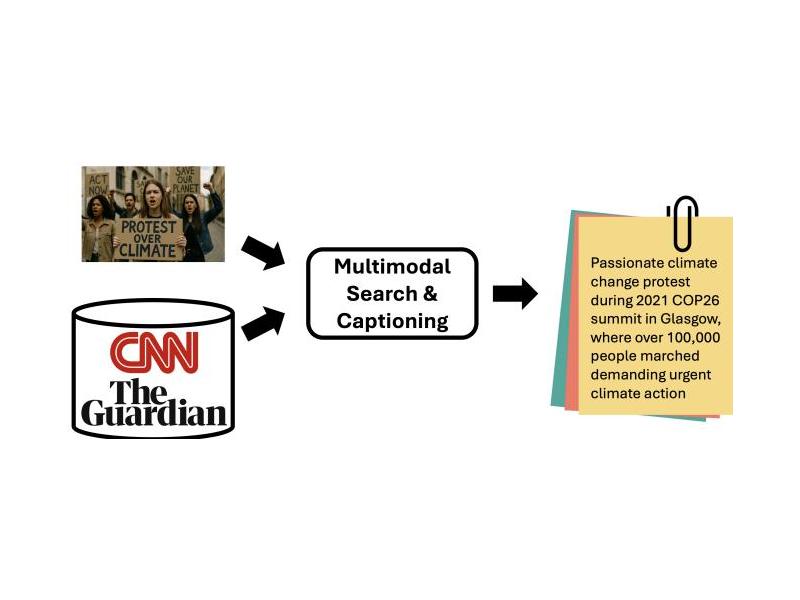 ACT
NOW
SA
SAVE
OUR
PLANET
PROTEST
OVER
CLIMATE
CNN
The
Guardian
Multimodal
Search &
Captioning
Passionate climate
change protest
during 2021 COP26
summit in Glasgow,
where over 100,000
people marched
demanding urgent
climate action